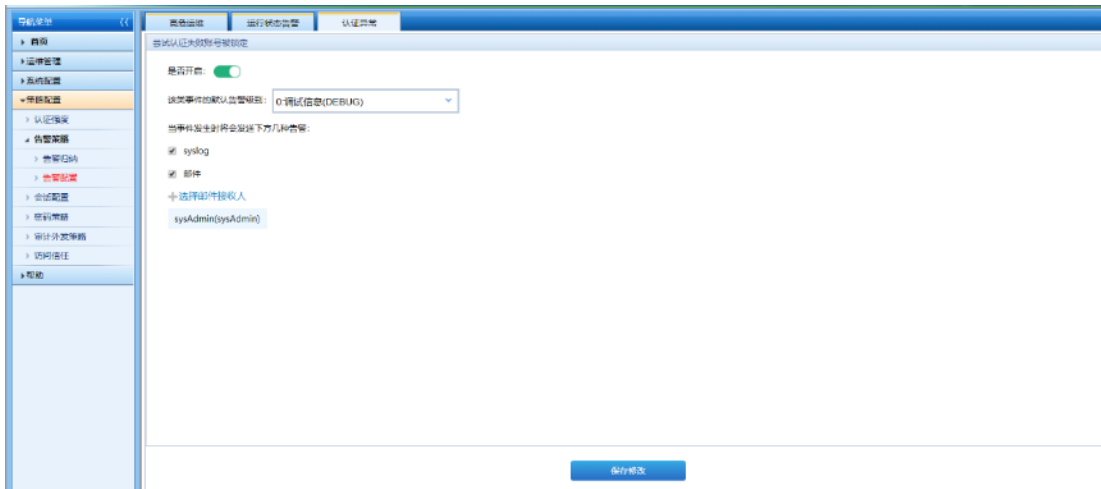 导航菜单
首页
运维管理
系统配置
策略配置
认证强度
告警策略
告警归纳
告警配置
会话配置
密码策略
审计外发策略
访问信任
帮助
高危运维
运行状态告警
认证异常
尝试认证失败账号被锁定
是否开启:
该类事件的默认告警级别: 0:调试信息(DEBUG)
当事件发生时将会发送下方几种告警:
syslog
邮件
选择邮件接收人
sysAdmin(sysAdmin)
保存修改